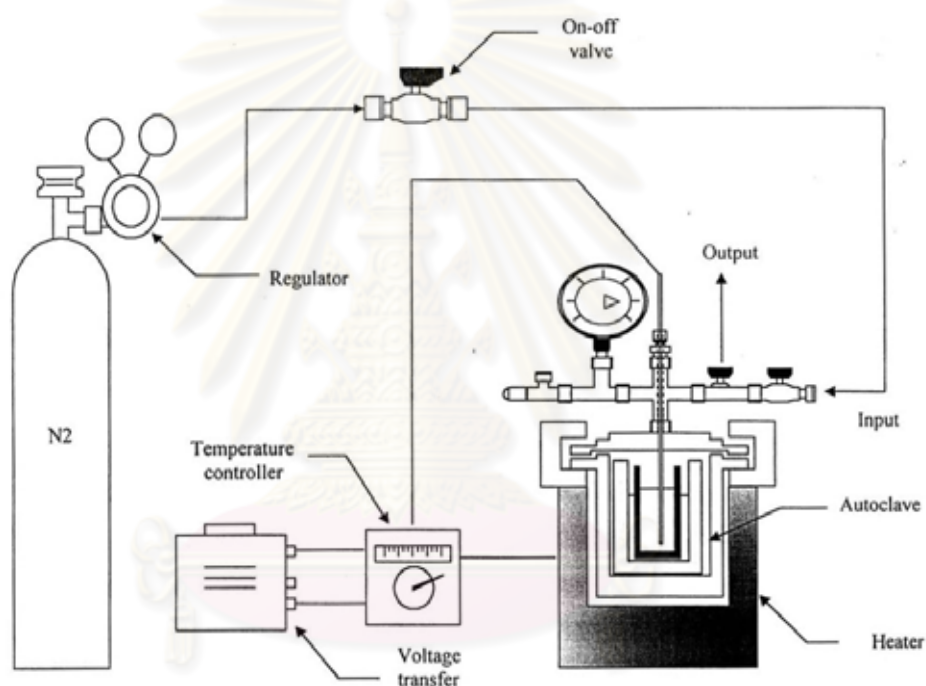 On-off
valve
Regulator
Output
N2
Input
Temperature
controller
Autoclave
Voltage
transfer
Heater